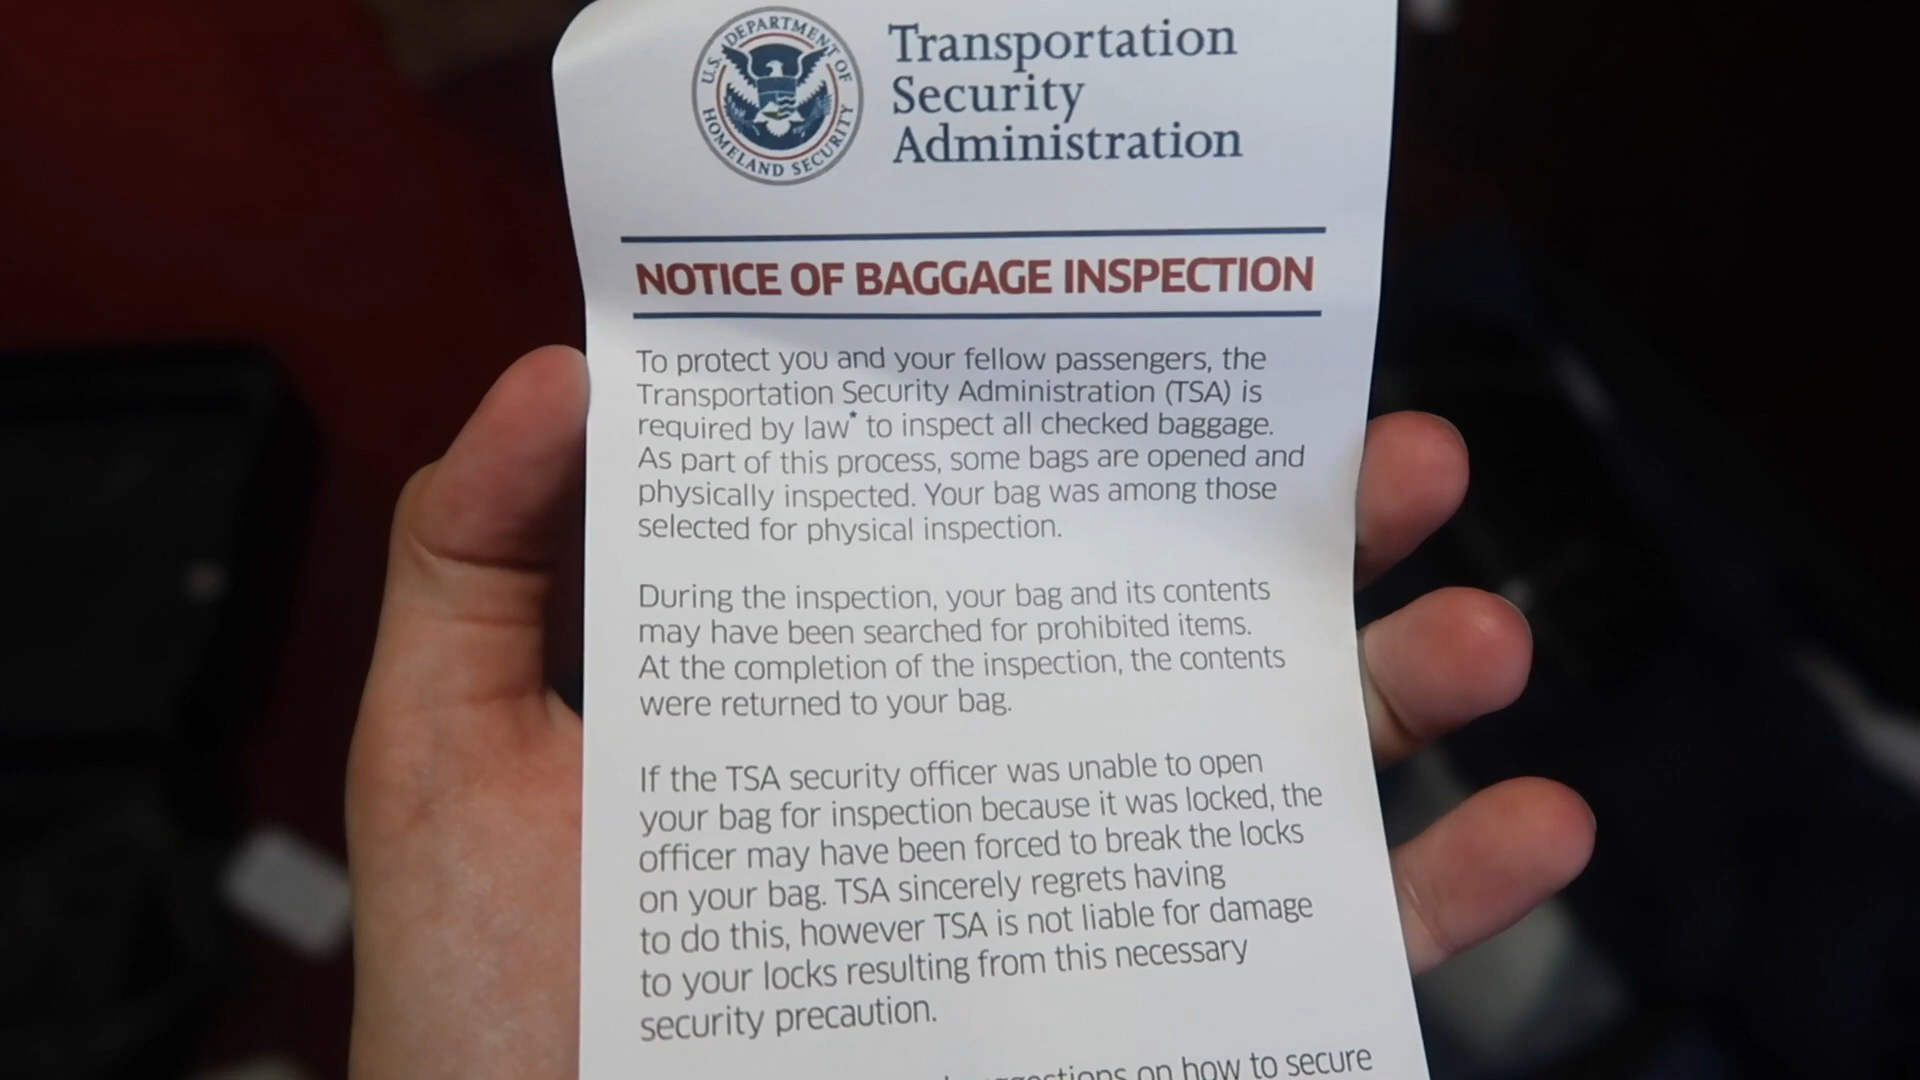 U.S. DEPARTMENT OF
HOMELAND SECURITY
Transportation
Security
Administration
NOTICE OF BAGGAGE INSPECTION
To protect you and your fellow passengers, the
Transportation Security Administration (TSA) is
required by law* to inspect all checked baggage.
As part of this process, some bags are opened and
physically inspected. Your bag was among those
selected for physical inspection.
During the inspection, your bag and its contents
may have been searched for prohibited items.
At the completion of the inspection, the contents
were returned to your bag.
If the TSA security officer was unable to open
your bag for inspection because it was locked, the
officer may have been forced to break the locks
on your bag. TSA sincerely regrets having
to do this, however TSA is not liable for damage
to your locks resulting from this necessary
security precaution.
on how to secure